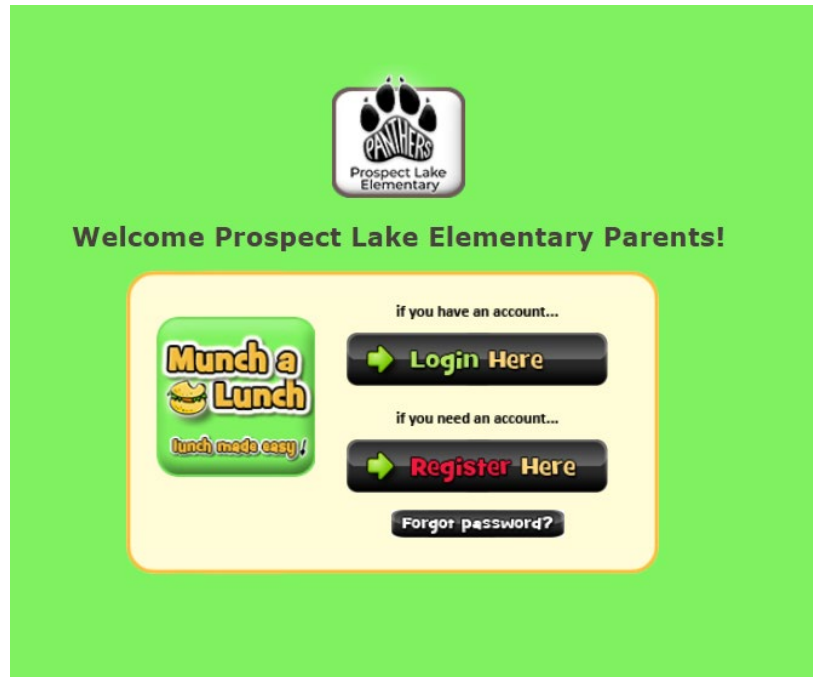 PANTHERS
Prospect Lake
Elementary
Welcome Prospect Lake Elementary Parents!
if you have an account...
Munch a
Lunch
lunch made easy!
Login Here
if you need an account...
Register Here
Forgot password?